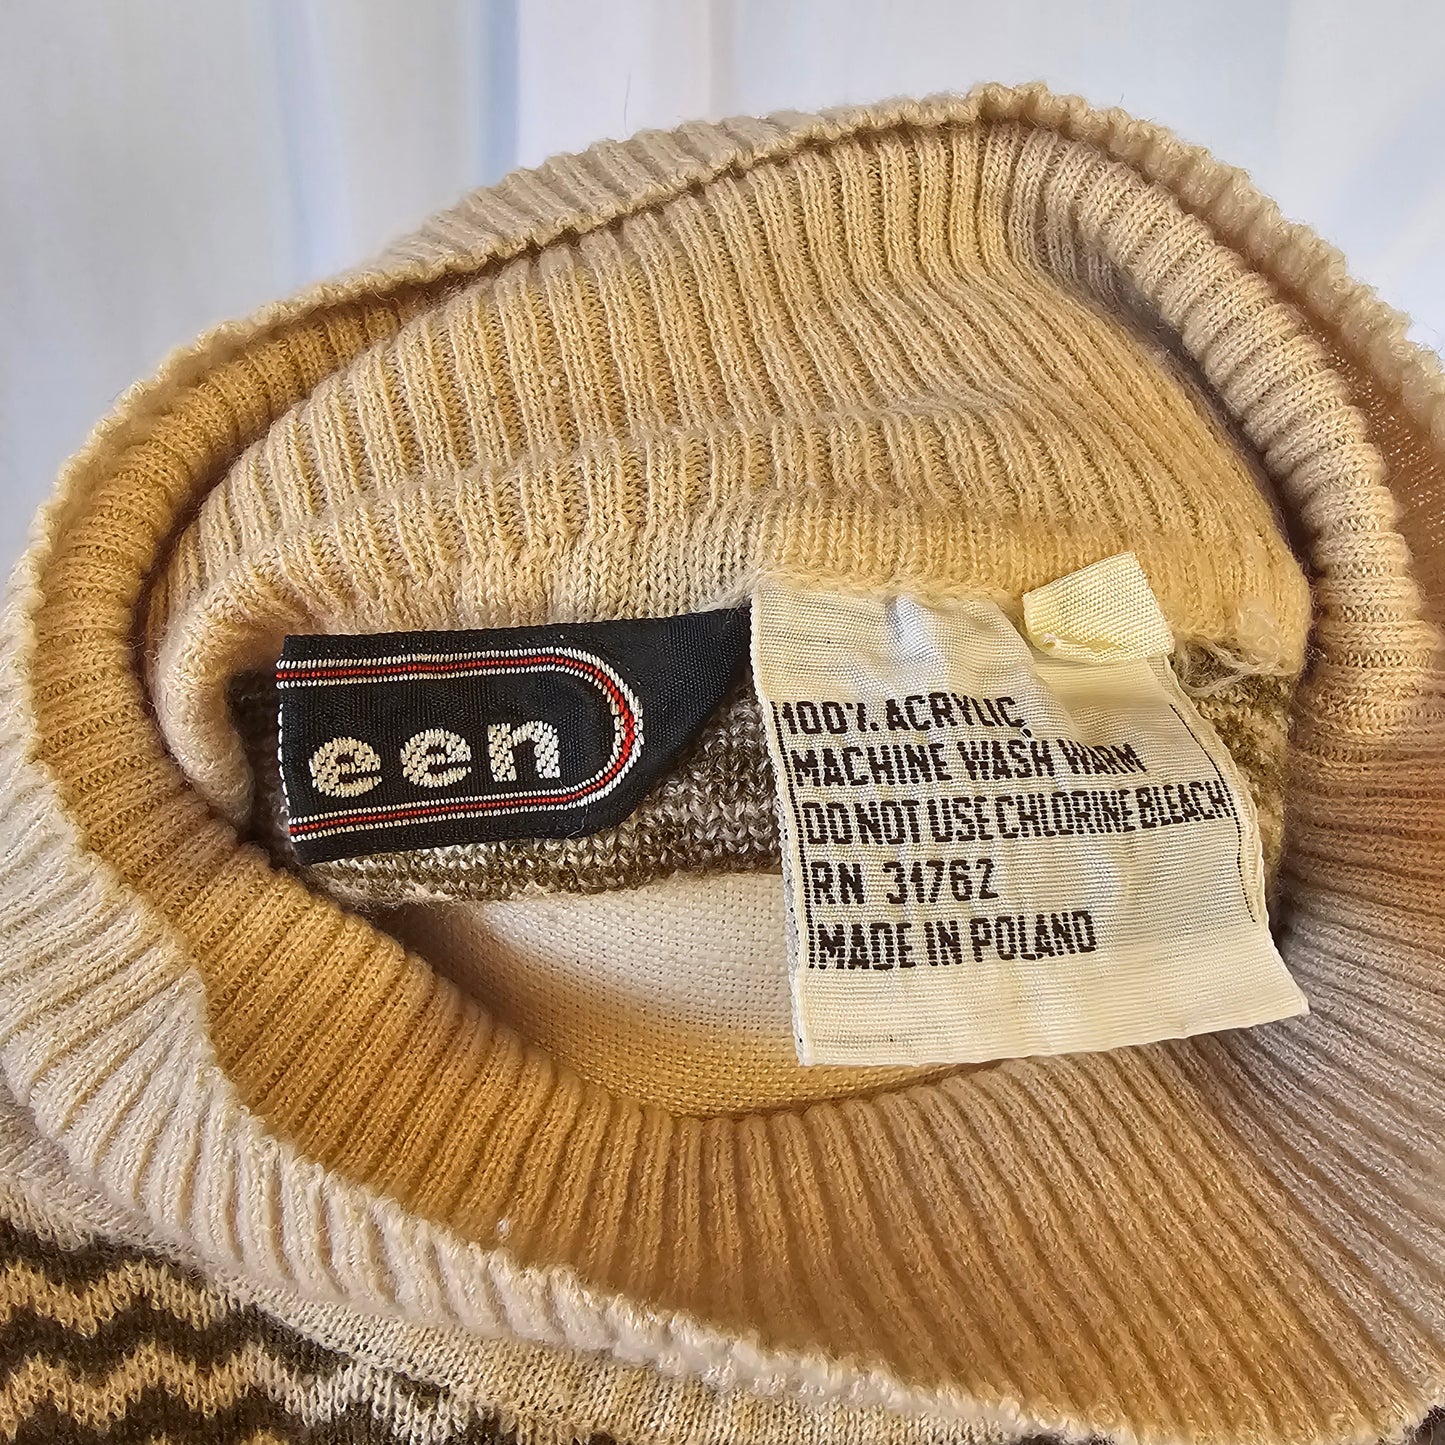 een
100% ACRYLIC
MACHINE WASH WARM
DO NOT USE CHLORINE BLEACH
RN 31762
MADE IN POLAND